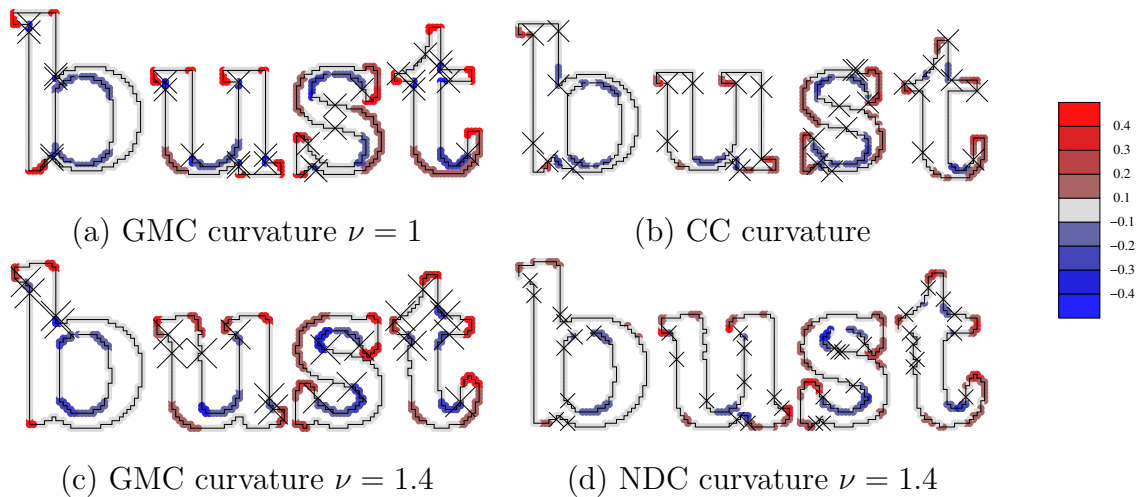 bust
bust
0.4
0.3
0.2
0.1
−0.1
−0.2
−0.3
−0.4
(a) GMC curvature ν = 1
(b) CC curvature
bust
bust
(c) GMC curvature ν = 1.4
(d) NDC curvature ν = 1.4